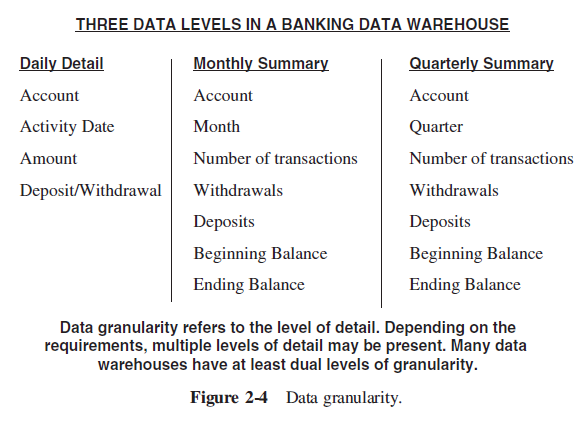 THREE DATA LEVELS IN A BANKING DATA WAREHOUSE
Daily Detail
Account
Activity Date
Amount
Deposit/Withdrawal
Monthly Summary
Account
Month
Number of transactions
Withdrawals
Deposits
Beginning Balance
Ending Balance
Quarterly Summary
Account
Quarter
Number of transactions
Withdrawals
Deposits
Beginning Balance
Ending Balance
Data granularity refers to the level of detail. Depending on the
requirements, multiple levels of detail may be present. Many data
warehouses have at least dual levels of granularity.
Figure 2-4 Data granularity.